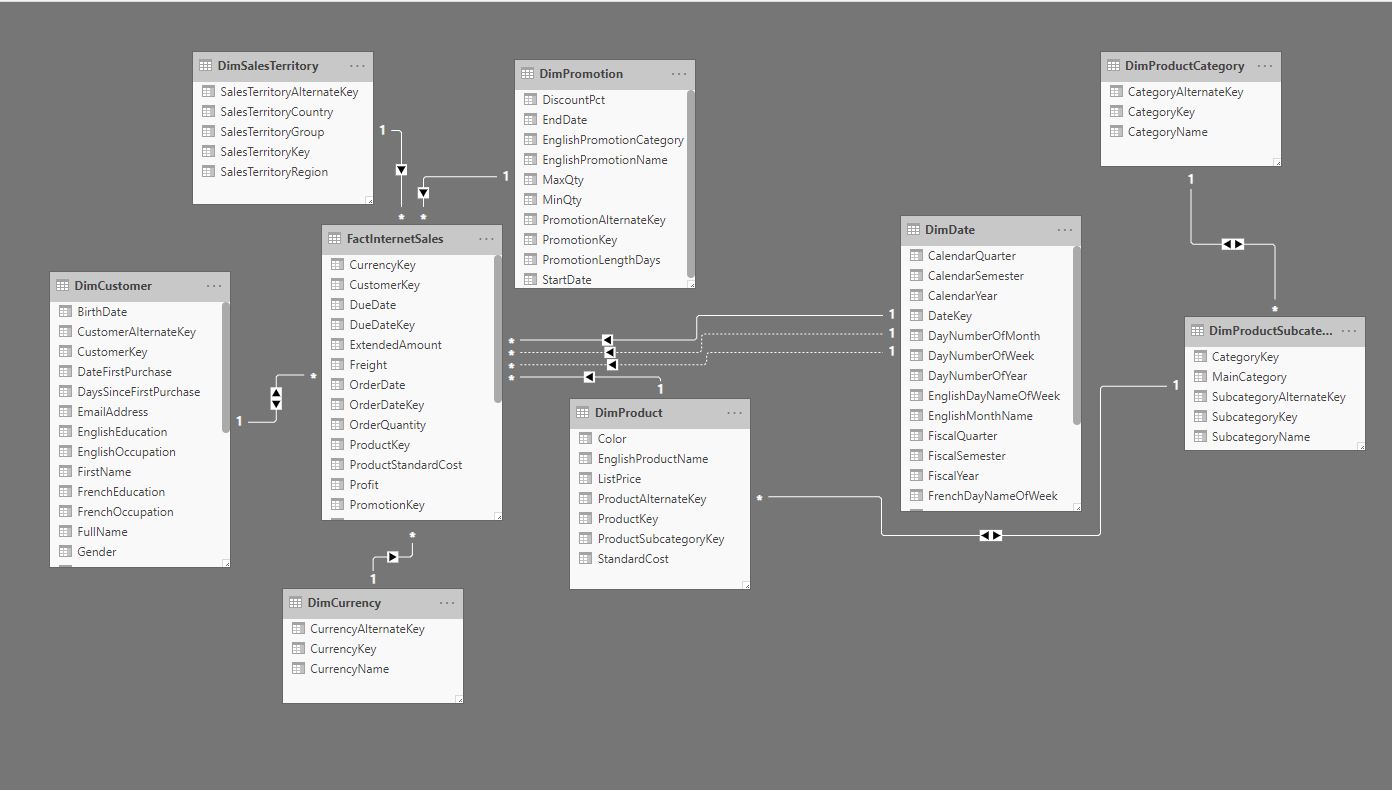 DimSalesTerritory ...
SalesTerritoryAlternateKey
SalesTerritoryCountry
SalesTerritoryGroup
SalesTerritoryKey
SalesTerritoryRegion
1
*
DimPromotion ...
DiscountPct
EndDate
EnglishPromotionCategory
EnglishPromotionName
MaxQty
MinQty
PromotionAlternateKey
PromotionKey
PromotionLengthDays
StartDate
1
*
DimProductCategory ...
CategoryAlternateKey
CategoryKey
CategoryName
1
*
FactInternetSales ...
CurrencyKey
CustomerKey
DueDate
DueDateKey
ExtendedAmount
Freight
OrderDate
OrderDateKey
OrderQuantity
ProductKey
ProductStandardCost
Profit
PromotionKey
DimDate ...
CalendarQuarter
CalendarSemester
CalendarYear
DateKey
DayNumberOfMonth
DayNumberOfWeek
DayNumberOfYear
EnglishDayNameOfWeek
EnglishMonthName
FiscalQuarter
FiscalSemester
FiscalYear
FrenchDayNameOfWeek
* 1
* 1
* 1
* 1
DimCustomer ...
BirthDate
CustomerAlternateKey
CustomerKey
DateFirstPurchase
DaysSinceFirstPurchase
EmailAddress
EnglishEducation
EnglishOccupation
FirstName
FrenchEducation
FrenchOccupation
FullName
Gender
1 *
DimProductSubcate... ...
CategoryKey
MainCategory
SubcategoryAlternateKey
SubcategoryKey
SubcategoryName
DimProduct ...
Color
EnglishProductName
ListPrice
ProductAlternateKey
ProductKey
ProductSubcategoryKey
StandardCost
* 1
*
1
DimCurrency ...
CurrencyAlternateKey
CurrencyKey
CurrencyName